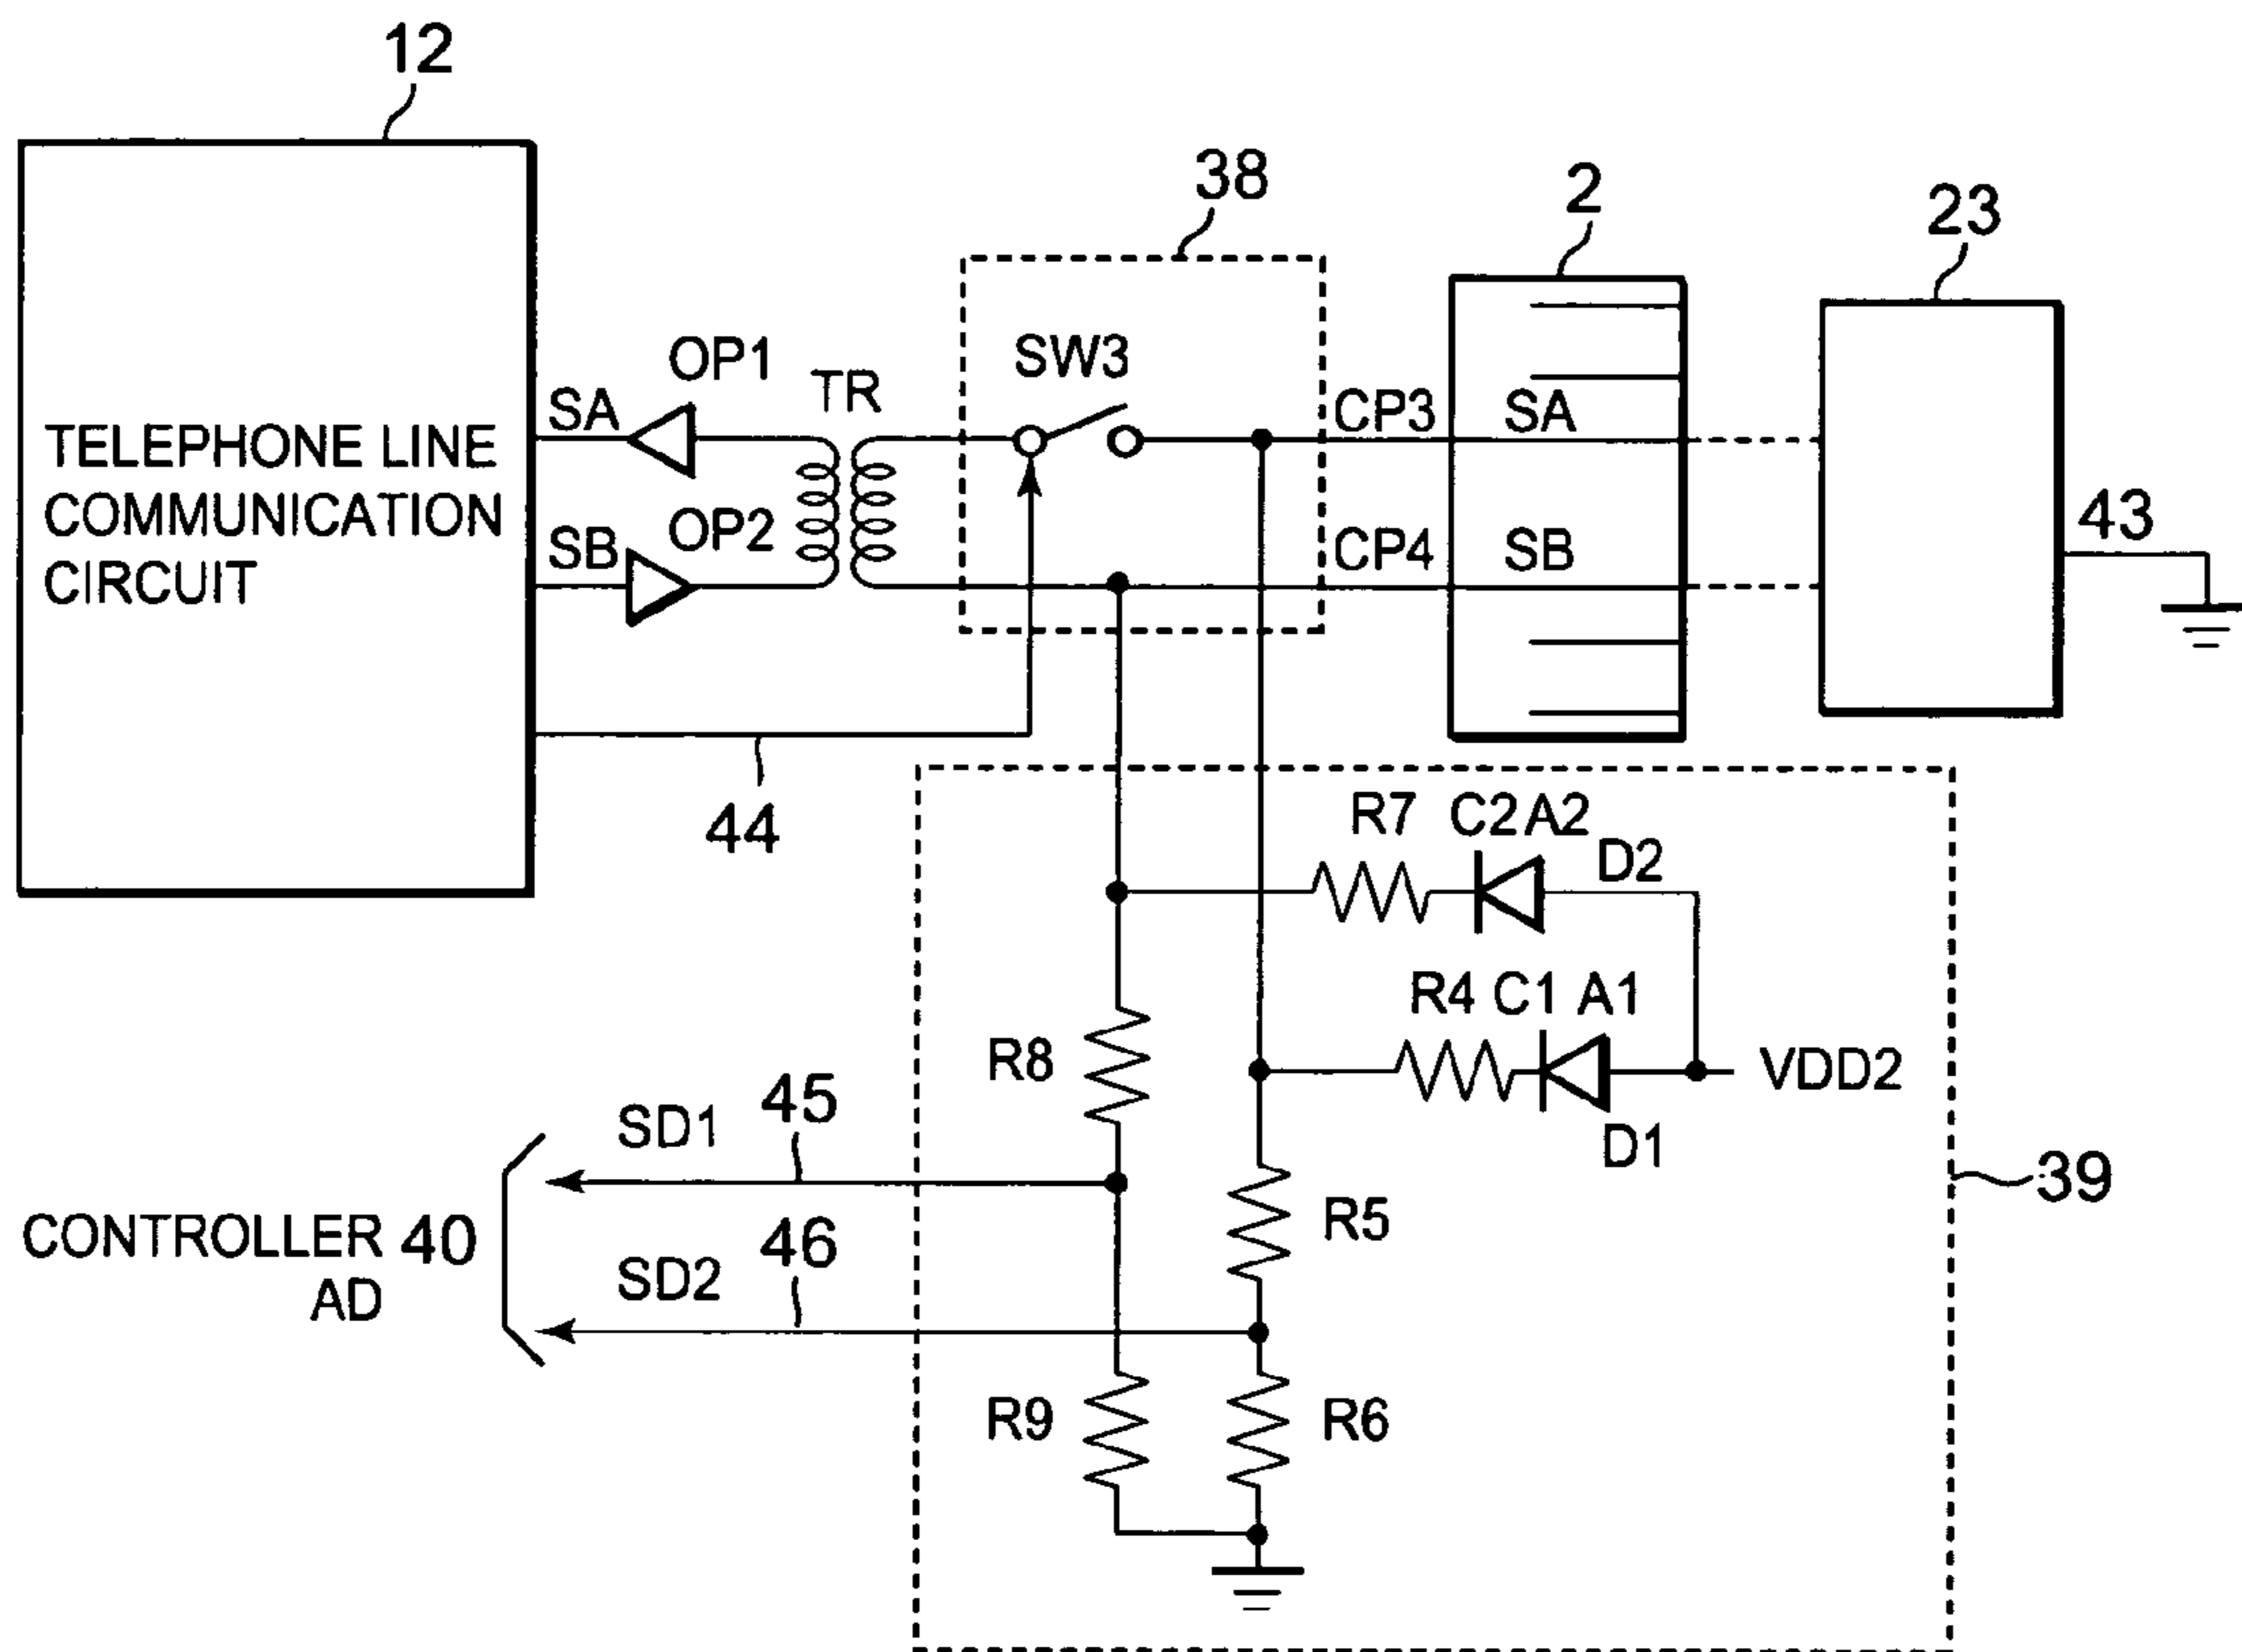 12
38
2
23
OP1
TR
SW3
SA
CP3
SA
TELEPHONE LINE
COMMUNICATION
CIRCUIT
SB
OP2
CP4
SB
43
44
R7
C2 A2
D2
R4 C1 A1
R8
VDD2
SD1
45
D1
39
CONTROLLER 40
AD
SD2
46
R5
R9
R6